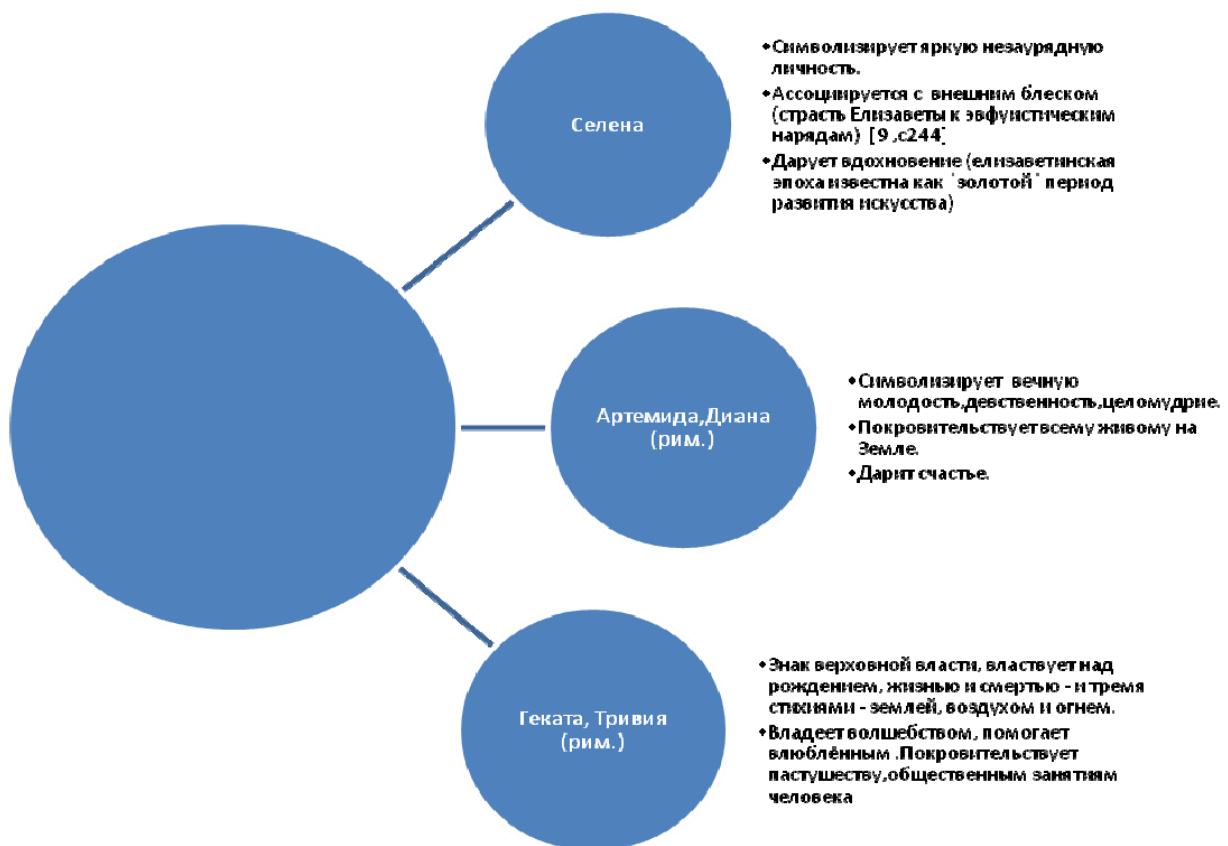 Селена
•Символизирует яркую незаурядную
личность.
•Ассоциируется с внешним блеском
(страсть Елизаветы к эвфуистическим
нарядам) [9 ,с244]
•Дарует вдохновение (елизаветинская
эпоха известна как ˋзолотойˋ период
развития искусства)
Артемида,Диана
(рим.)
•Символизирует вечную
молодость,девственность,целомудрие.
•Покровительствует всему живому на
Земле.
•Дарит счастье.
Геката, Тривия
(рим.)
•Знак верховной власти, властвует над
рождением, жизнью и смертью - и тремя
стихиями - землей, воздухом и огнем.
•Владеет волшебством, помогает
влюблённым .Покровительствует
пастушеству,общественным занятиям
человека